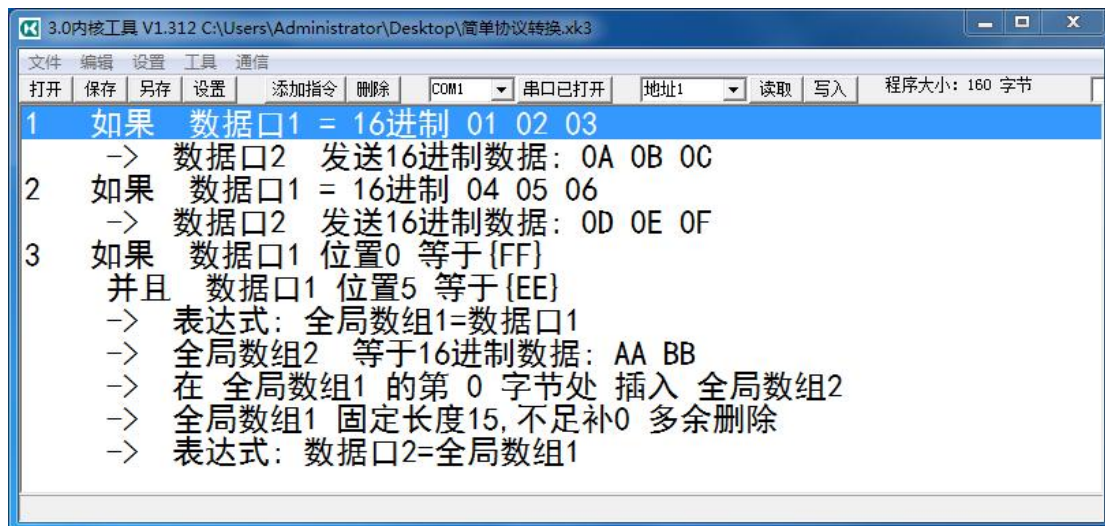 3.0内核工具 V1.312 C:\Users\Administrator\Desktop\简单协议转换.xk3
文件 编辑 设置 工具 通信
打开 保存 另存 设置 添加指令 删除 COM1 串口已打开 地址1 读取 写入 程序大小: 160 字节
1 如果 数据口1 = 16进制 01 02 03
-> 数据口2 发送16进制数据: 0A 0B 0C
2 如果 数据口1 = 16进制 04 05 06
-> 数据口2 发送16进制数据: 0D 0E 0F
3 如果 数据口1 位置0 等于{FF}
并且 数据口1 位置5 等于{EE}
-> 表达式: 全局数组1=数据口1
-> 全局数组2 等于16进制数据: AA BB
-> 在 全局数组1 的第 0 字节处 插入 全局数组2
-> 全局数组1 固定长度15,不足补0 多余删除
-> 表达式: 数据口2=全局数组1